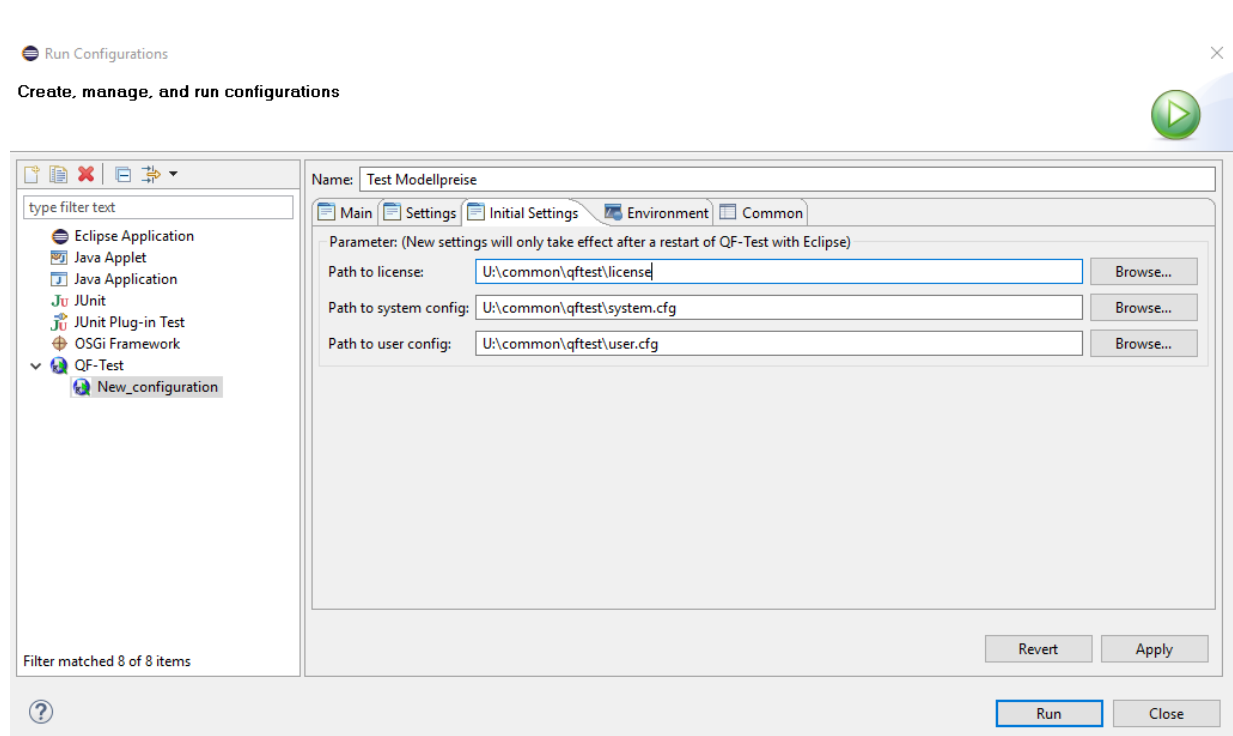 Run Configurations
Create, manage, and run configurations
type filter text
Eclipse Application
Java Applet
Java Application
JUnit
JUnit Plug-in Test
OSGi Framework
QF-Test
New_configuration
Filter matched 8 of 8 items
Name: Test Modellpreise
Main Settings Initial Settings Environment Common
Parameter: (New settings will only take effect after a restart of QF-Test with Eclipse)
Path to license: U:\common\qftest\license Browse...
Path to system config: U:\common\qftest\system.cfg Browse...
Path to user config: U:\common\qftest\user.cfg Browse...
Revert Apply
Run Close